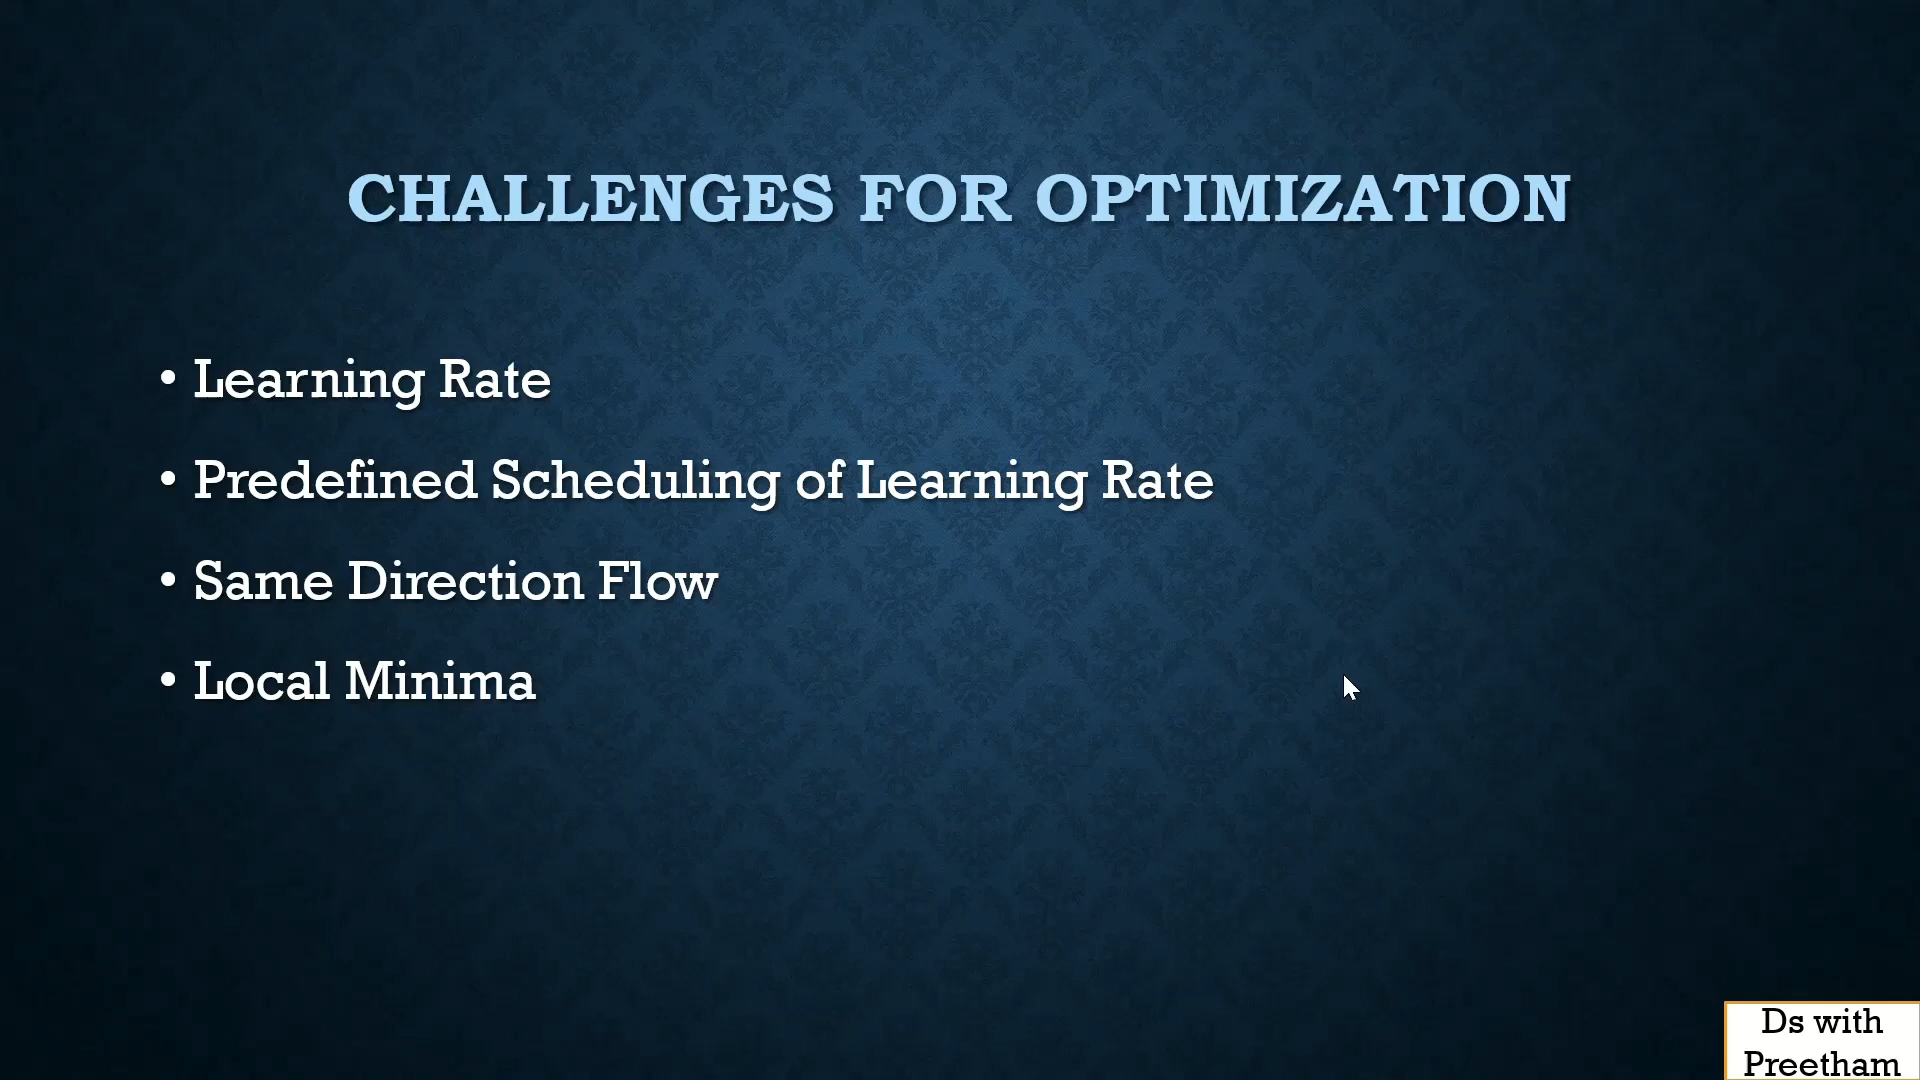 CHALLENGES FOR OPTIMIZATION
• Learning Rate
• Predefined Scheduling of Learning Rate
• Same Direction Flow
• Local Minima
Ds with
Preetham